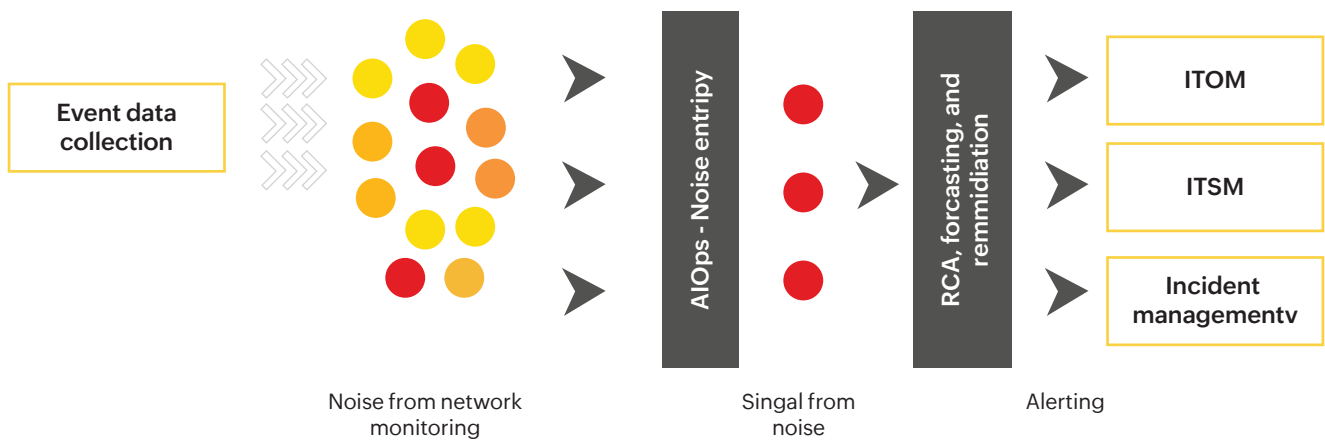 Event data
collection
AIOps - Noise entripy
RCA, forcasting, and
remmidiation
ITOM
ITSM
Incident
managementv
Noise from network
monitoring
Singal from
noise
Alerting